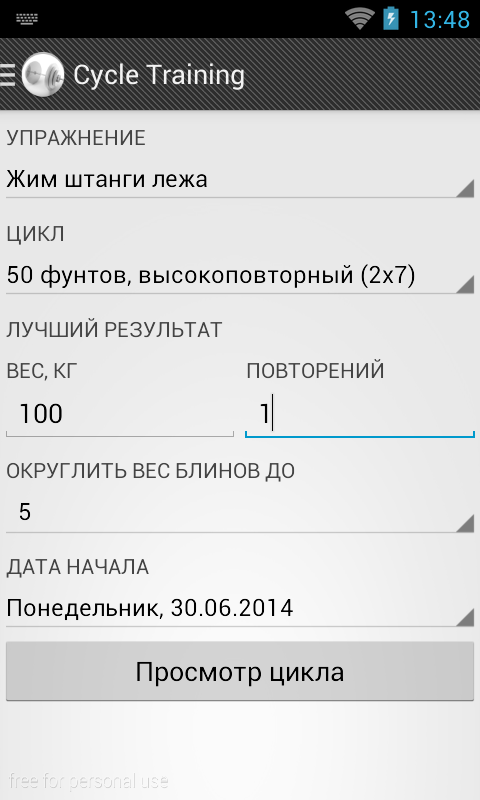 13:48
Cycle Training
УПРАЖНЕНИЕ
Жим штанги лежа
ЦИКЛ
50 фунтов, высокоповторный (2x7)
ЛУЧШИЙ РЕЗУЛЬТАТ
ВЕС, КГ ПОВТОРЕНИЙ
100 1
ОКРУГЛИТЬ ВЕС БЛИНОВ ДО
5
ДАТА НАЧАЛА
Понедельник, 30.06.2014
Просмотр цикла
free for personal use